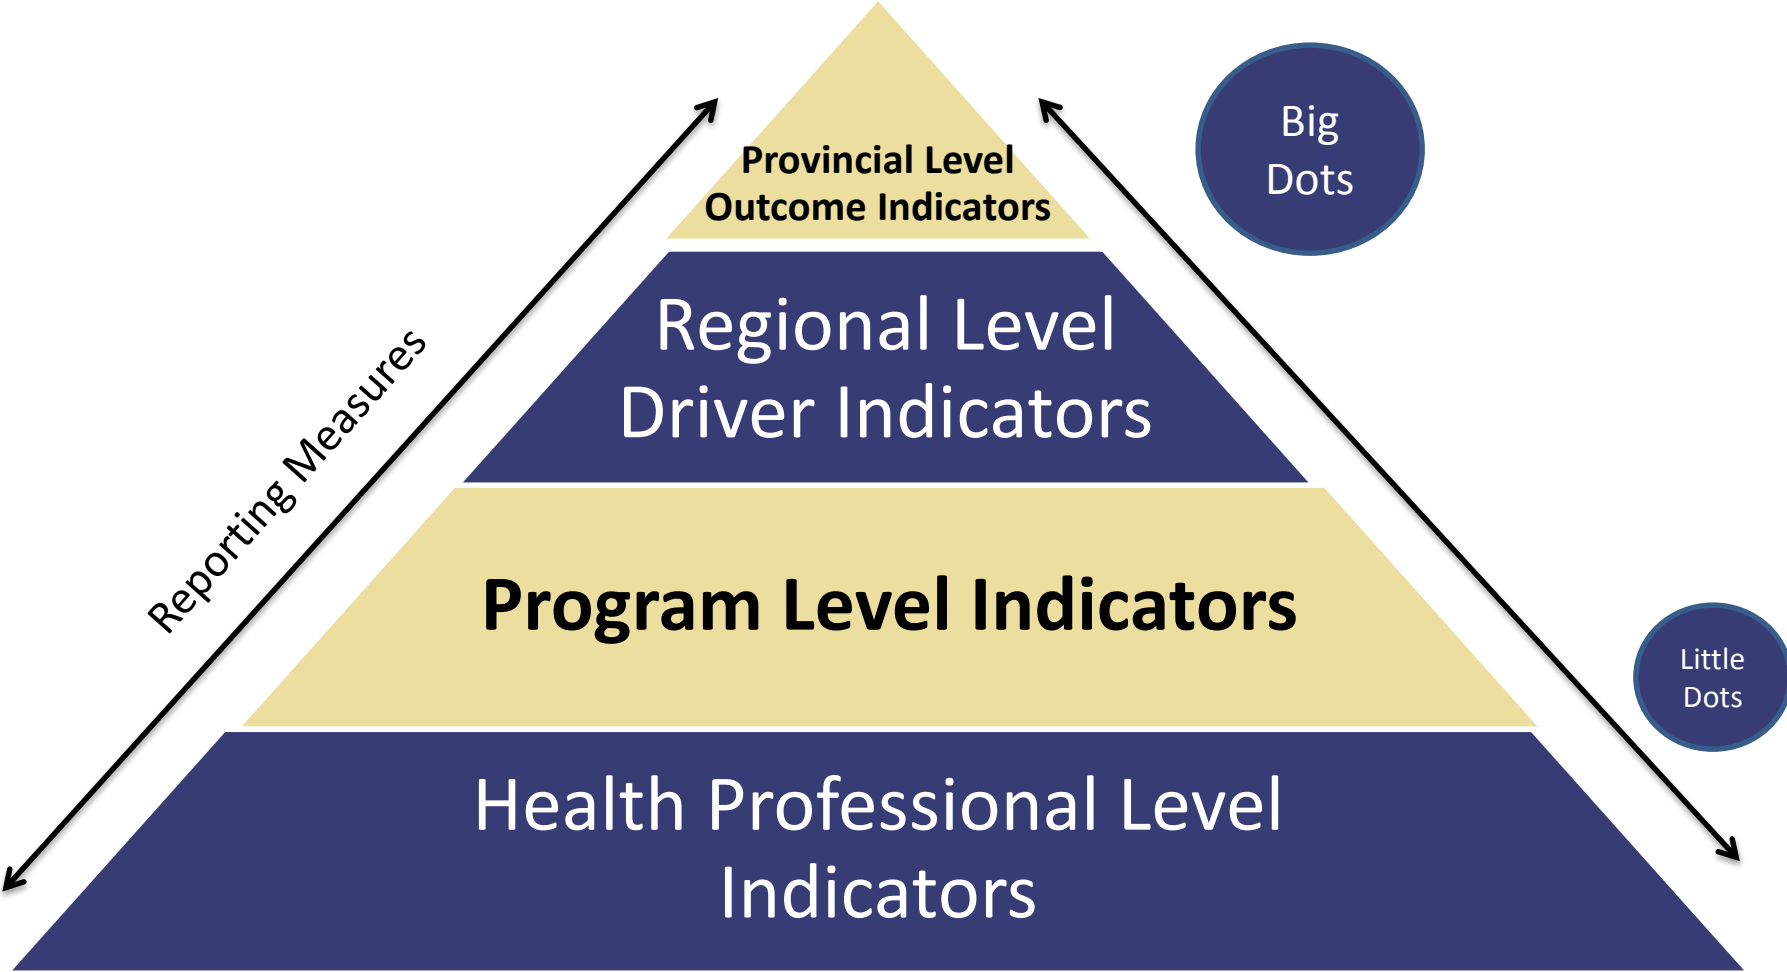 Big
Dots
Provincial Level
Outcome Indicators
Regional Level
Driver Indicators
Reporting Measures
Program Level Indicators
Little
Dots
Health Professional Level
Indicators